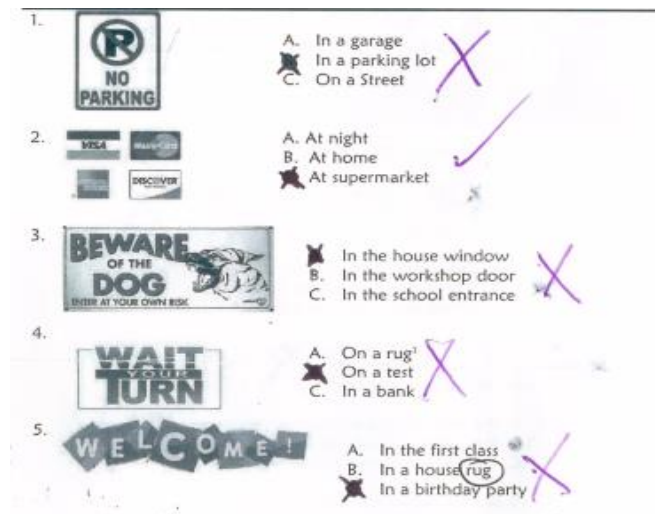 1.
P
NO
PARKING
A. In a garage
In a parking lot
C. On a Street
2.
VISA
MasterCard
DISCOVER
A. At night
B. At home
At supermarket
3.
BEWARE
OF THE
DOG
ENTER AT YOUR OWN RISK
In the house window
B. In the workshop door
C. In the school entrance
4.
WAIT
YOUR
TURN
A. On a rug³
On a test
C. In a bank
5.
WELCOME!
A. In the first class
B. In a house rug
In a birthday party